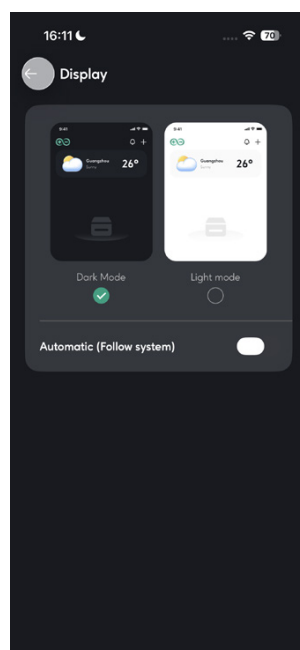 16:11
70
Display
9:41
9:41
Guangzhou
Sunny
26°
Guangzhou
Sunny
26°
Dark Mode
Light mode
Automatic (Follow system)